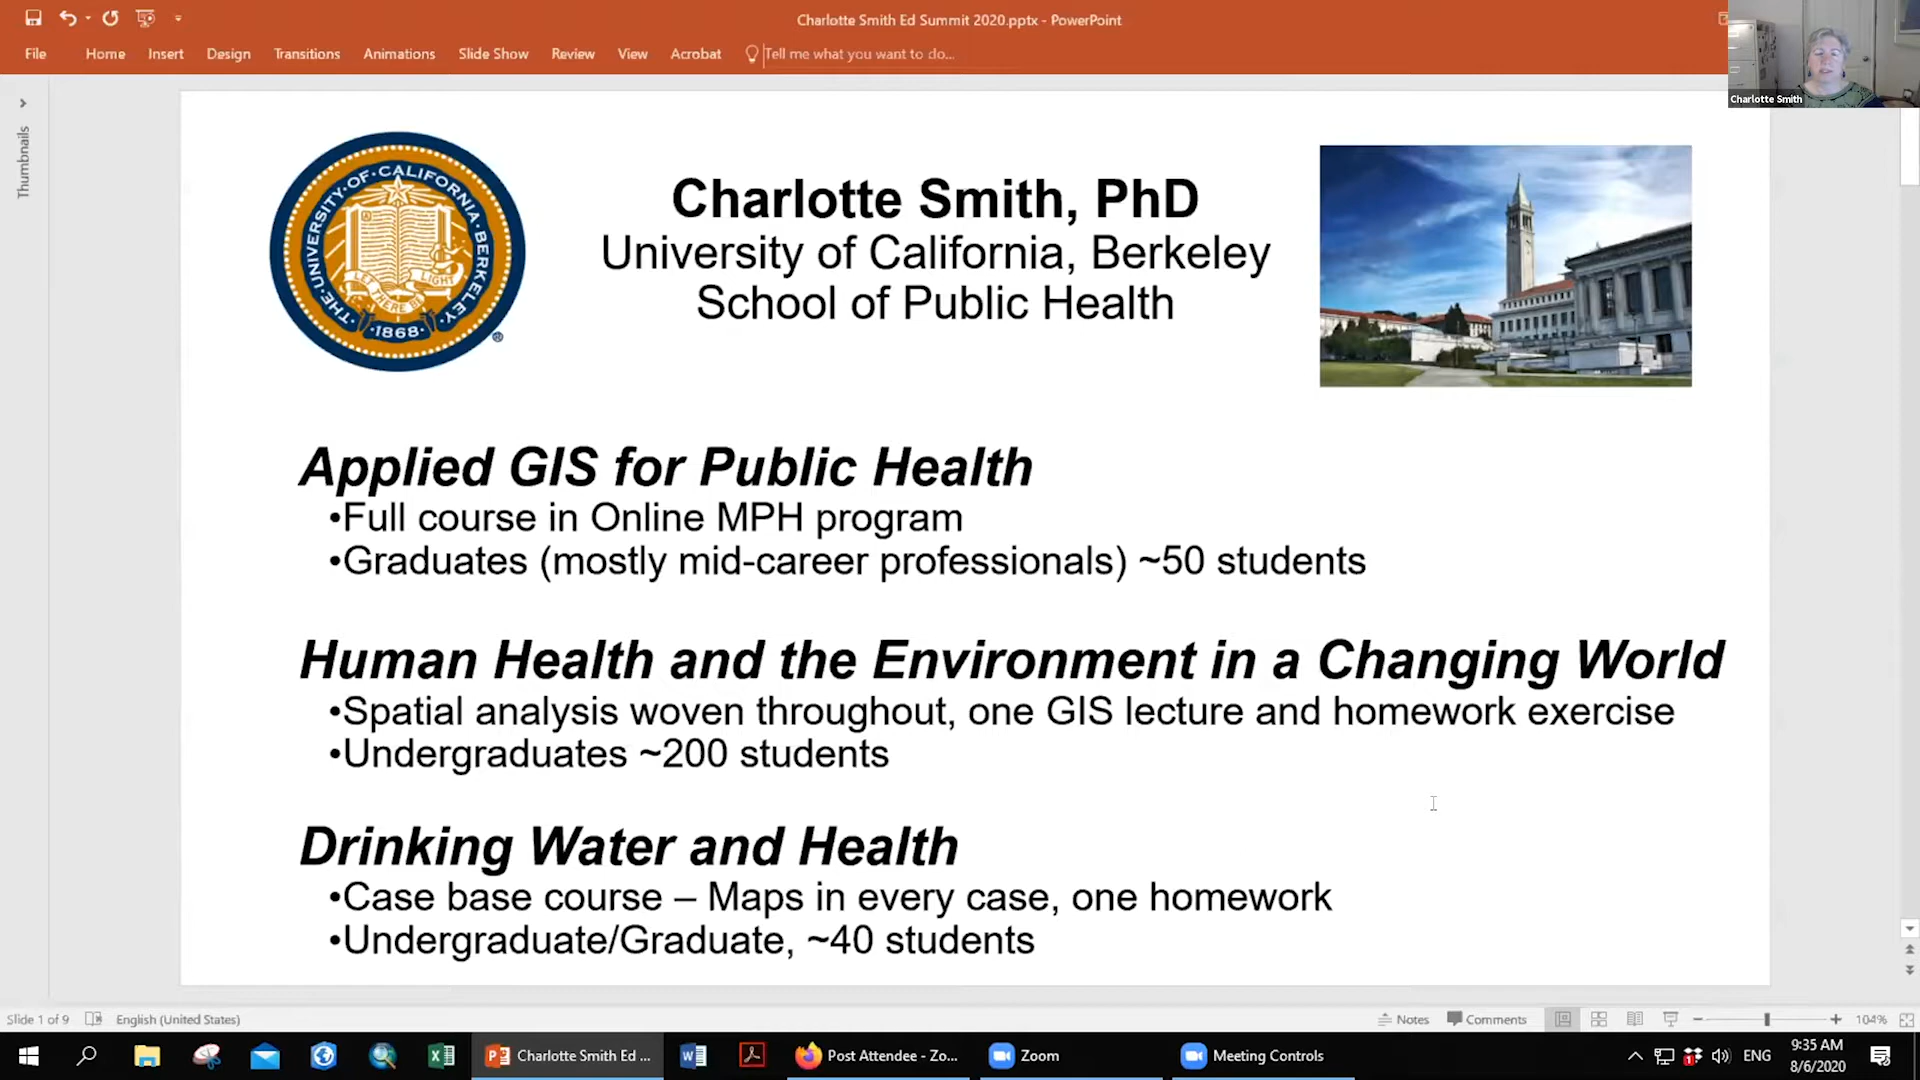 Charlotte Smith Ed Summit 2020.pptx - PowerPoint
File Home Insert Design Transitions Animations Slide Show Review View Acrobat Tell me what you want to do...
Charlotte Smith
Thumbnails
THE·UNIVERSITY·OF·CALIFORNIA·BERKELEY
LET THERE BE LIGHT
·1868·
®
Charlotte Smith, PhD
University of California, Berkeley
School of Public Health
Applied GIS for Public Health
•Full course in Online MPH program
•Graduates (mostly mid-career professionals) ~50 students
Human Health and the Environment in a Changing World
•Spatial analysis woven throughout, one GIS lecture and homework exercise
•Undergraduates ~200 students
Drinking Water and Health
•Case base course – Maps in every case, one homework
•Undergraduate/Graduate, ~40 students
Slide 1 of 9 English (United States) Notes Comments 104%
Charlotte Smith Ed ... Post Attendee - Zo... Zoom Meeting Controls ENG 9:35 AM
8/6/2020